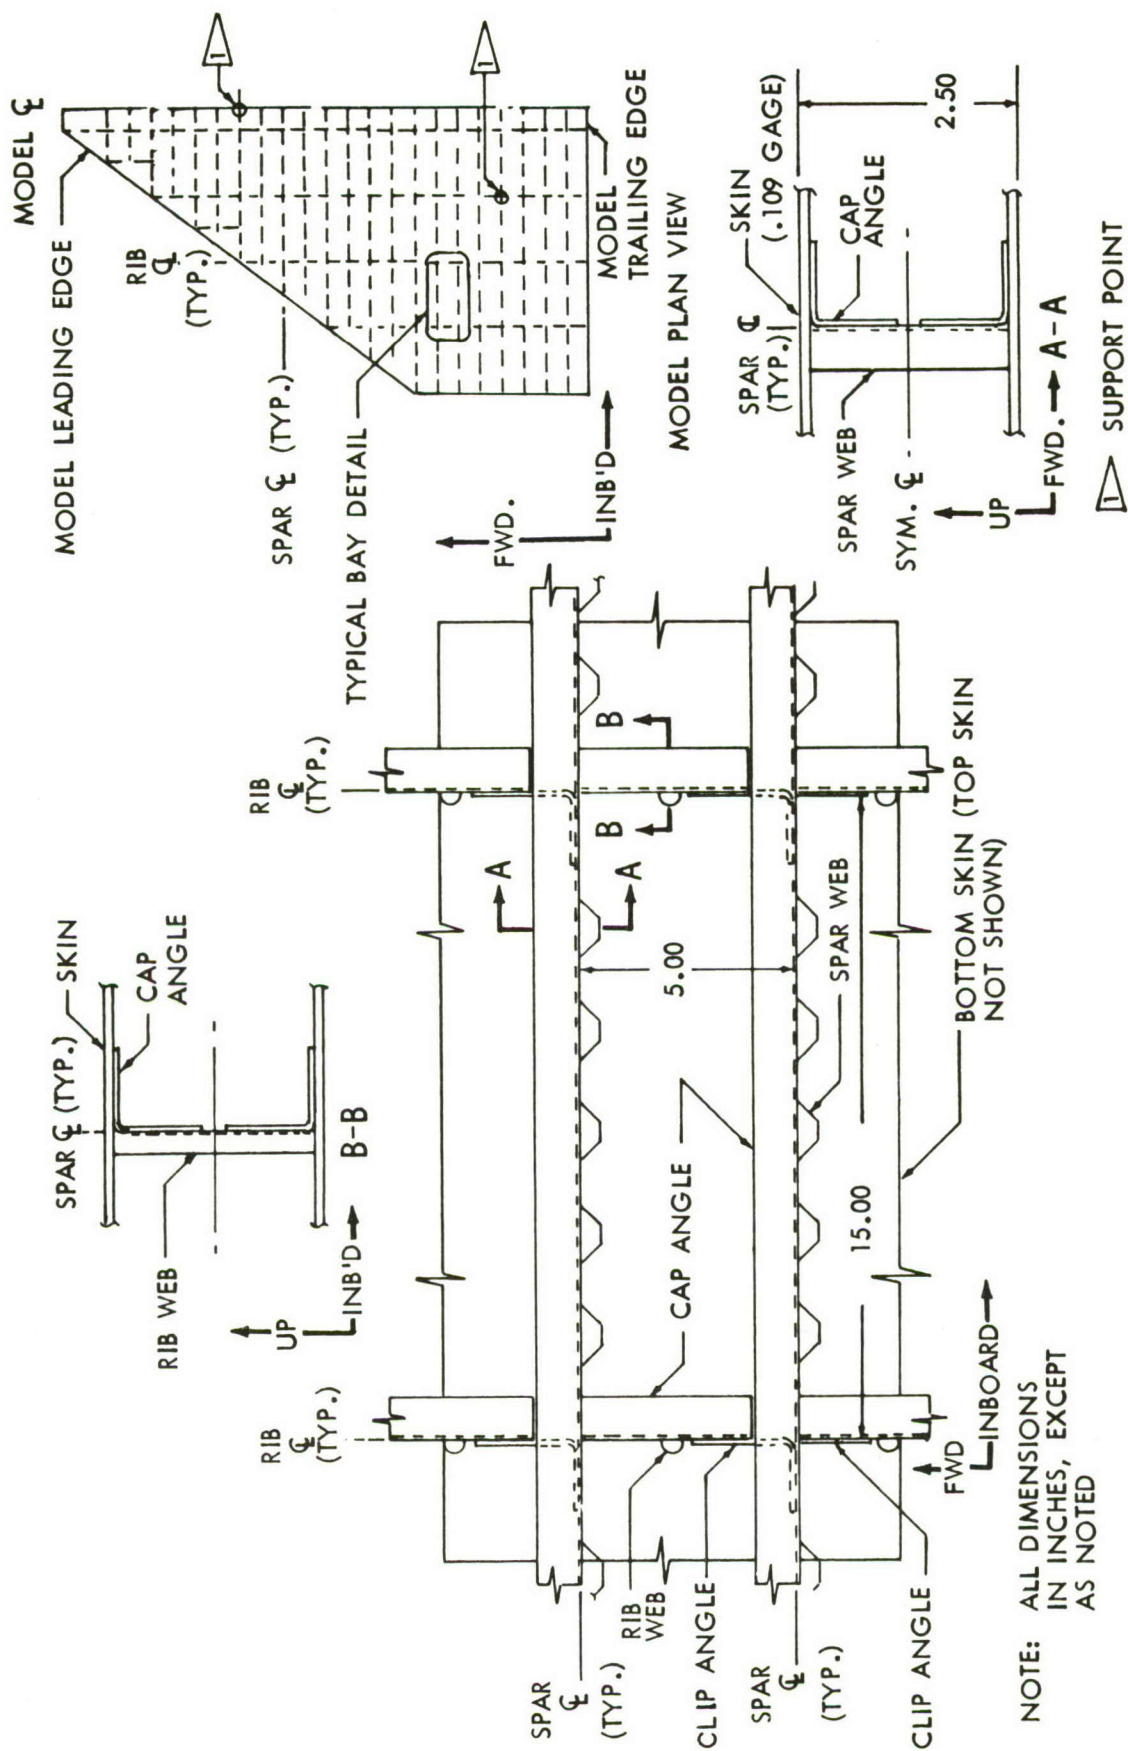 MODEL ℄
MODEL LEADING EDGE
RIB
℄
(TYP.)
SPAR ℄ (TYP.)
TYPICAL BAY DETAIL
1
1
MODEL
TRAILING EDGE
FWD.
INB'D
MODEL PLAN VIEW
SPAR ℄ (TYP.)
SKIN
CAP
ANGLE
RIB WEB
UP
INB'D
B-B
SPAR ℄
(TYP.)
SKIN
(.109 GAGE)
CAP
ANGLE
2.50
SPAR WEB
SYM. ℄
UP
FWD.
A-A
1 SUPPORT POINT
RIB
℄
(TYP.)
RIB
℄
(TYP.)
A
A
B
B
5.00
CAP ANGLE
SPAR WEB
15.00
SPAR
℄
(TYP.)
RIB
WEB
CLIP ANGLE
SPAR
℄
(TYP.)
CLIP ANGLE
FWD
INBOARD
BOTTOM SKIN (TOP SKIN
NOT SHOWN)
NOTE: ALL DIMENSIONS
IN INCHES, EXCEPT
AS NOTED